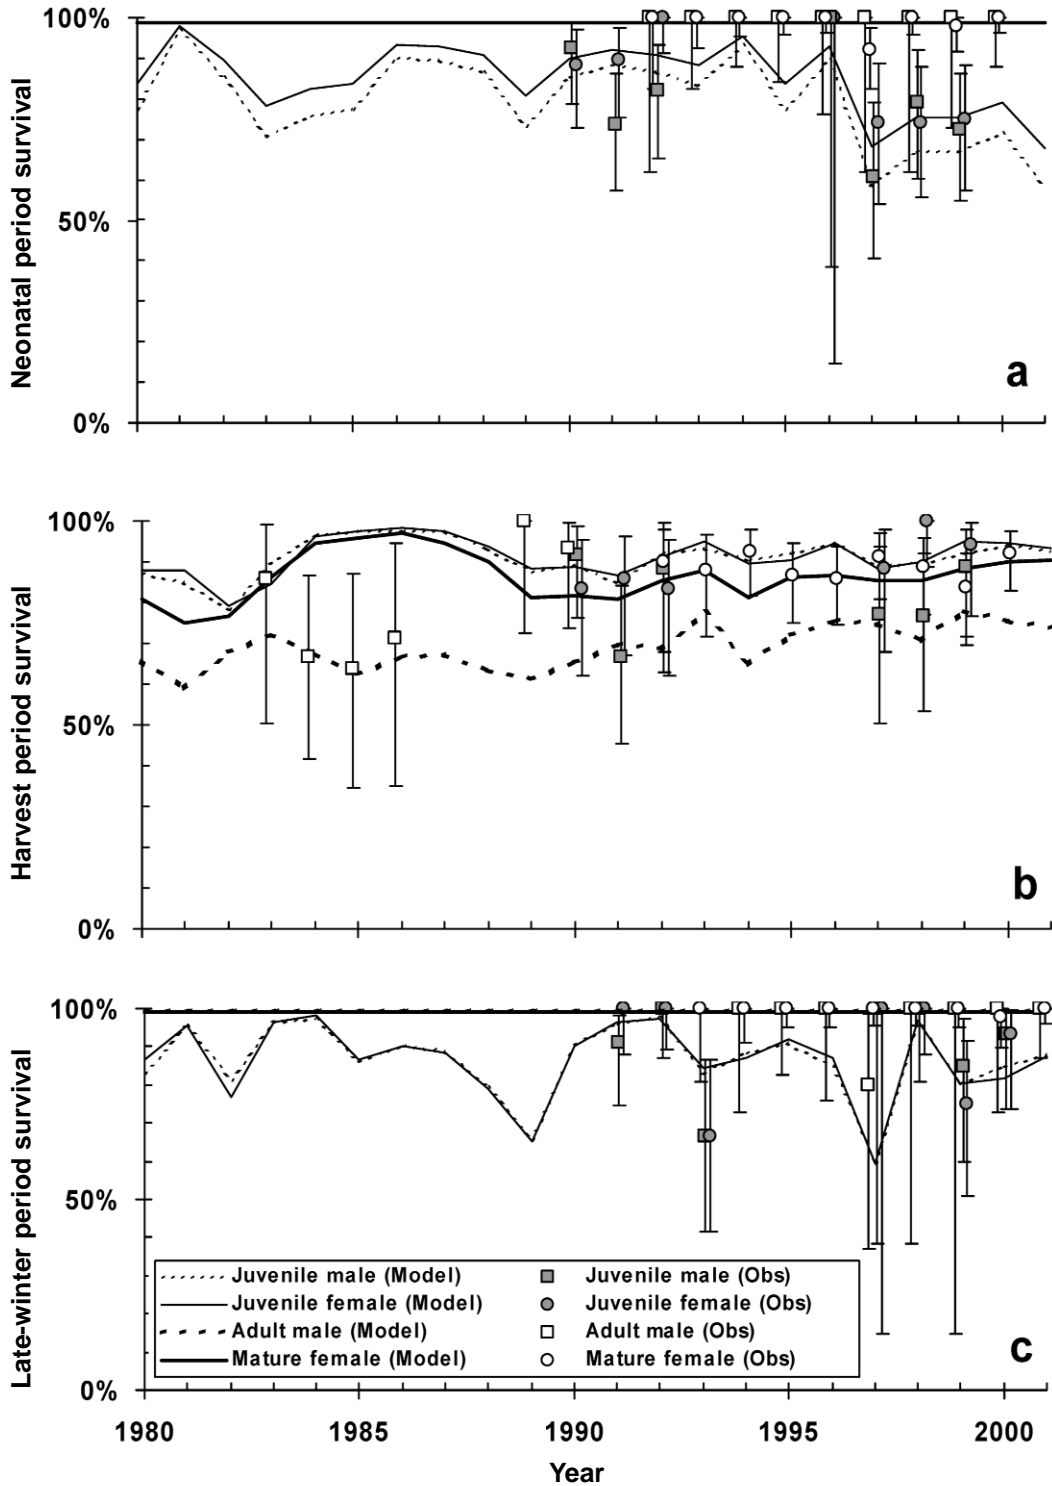 100%
50%
0%
Neonatal period survival
a
100%
50%
0%
Harvest period survival
b
100%
50%
0%
Late-winter period survival
Juvenile male (Model)
Juvenile male (Obs)
Juvenile female (Model)
Juvenile female (Obs)
Adult male (Model)
Adult male (Obs)
Mature female (Model)
Mature female (Obs)
c
1980 1985 1990 1995 2000
Year